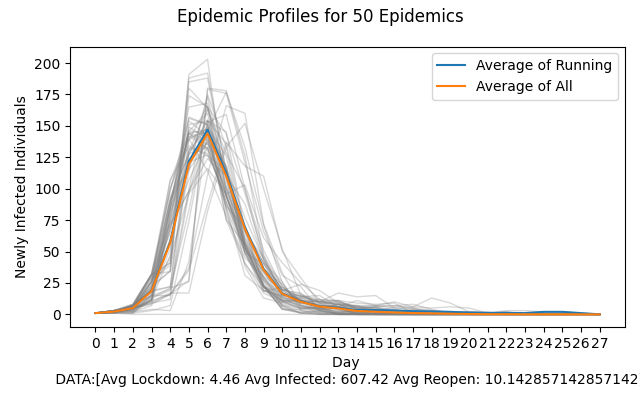 Epidemic Profiles for 50 Epidemics
Average of Running
Average of All
Newly Infected Individuals
200
175
150
125
100
75
50
25
0
0 1 2 3 4 5 6 7 8 9 10 11 12 13 14 15 16 17 18 19 20 21 22 23 24 25 26 27
Day
DATA:[Avg Lockdown: 4.46 Avg Infected: 607.42 Avg Reopen: 10.142857142857142